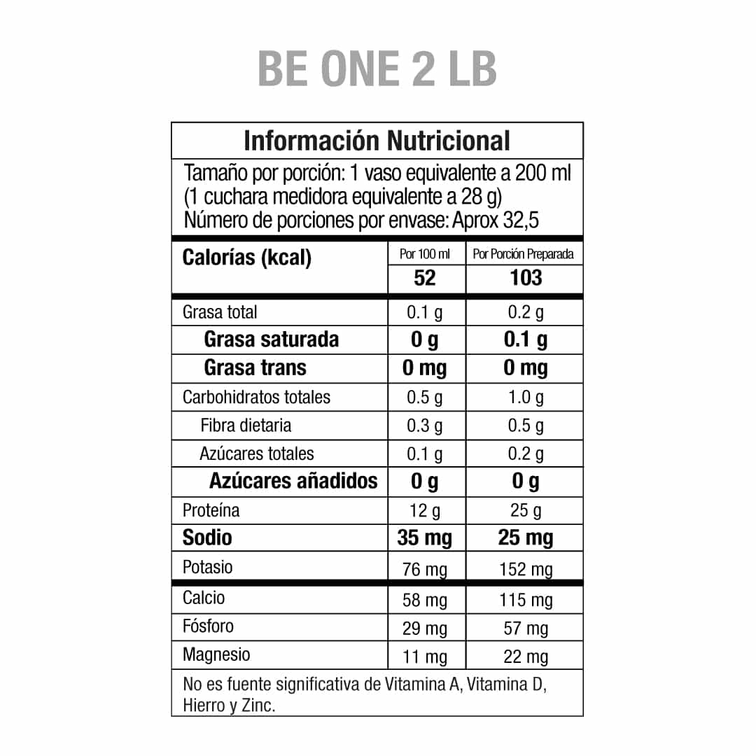 BE ONE 2 LB
Información Nutricional
Tamaño por porción: 1 vaso equivalente a 200 ml
(1 cuchara medidora equivalente a 28 g)
Número de porciones por envase: Aprox 32,5
Calorías (kcal) Por 100 ml Por Porción Preparada
52 103
Grasa total 0.1 g 0.2 g
Grasa saturada 0 g 0.1 g
Grasa trans 0 mg 0 mg
Carbohidratos totales 0.5 g 1.0 g
Fibra dietaria 0.3 g 0.5 g
Azúcares totales 0.1 g 0.2 g
Azúcares añadidos 0 g 0 g
Proteína 12 g 25 g
Sodio 35 mg 25 mg
Potasio 76 mg 152 mg
Calcio 58 mg 115 mg
Fósforo 29 mg 57 mg
Magnesio 11 mg 22 mg
No es fuente significativa de Vitamina A, Vitamina D,
Hierro y Zinc.